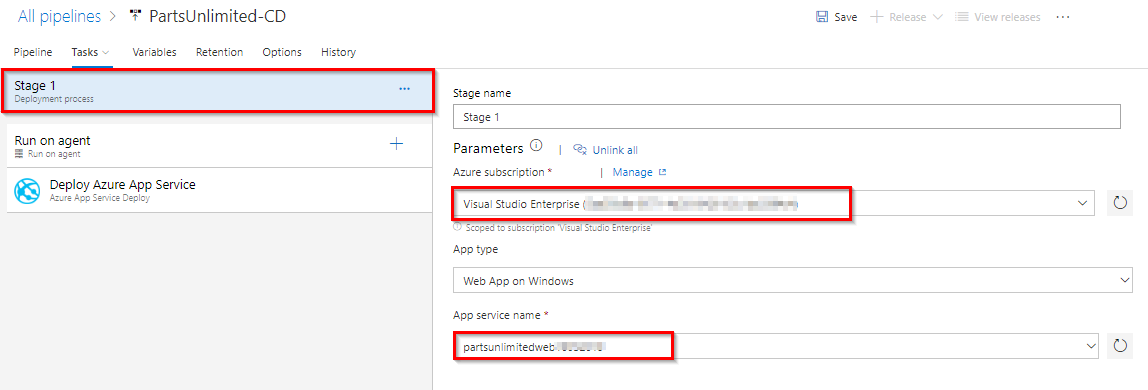 All pipelines > PartsUnlimited-CD
Save
Release
View releases
...
Pipeline
Tasks
Variables
Retention
Options
History
Stage 1
Deployment process
...
Run on agent
Run on agent
Deploy Azure App Service
Azure App Service Deploy
Stage name
Stage 1
Parameters
| Unlink all
Azure subscription *
| Manage
Visual Studio Enterprise (
Scoped to subscription 'Visual Studio Enterprise'
App type
Web App on Windows
App service name *
partsunlimitedweb